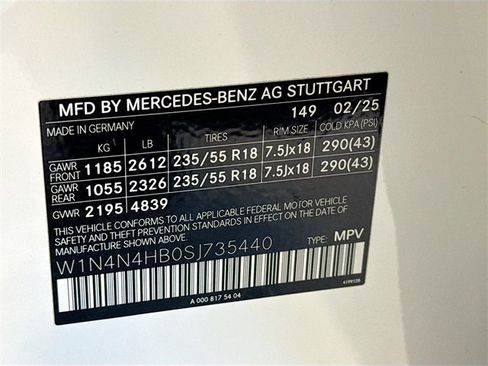 MFD BY MERCEDES-BENZ AG STUTTGART
149 02/25
MADE IN GERMANY
KG LB TIRES RIM SIZE COLD KPA (PSI)
GAWR FRONT 1185 2612 235/55 R18 7.5Jx18 290(43)
GAWR REAR 1055 2326 235/55 R18 7.5Jx18 290(43)
GVWR 2195 4839
THIS VEHICLE CONFORMS TO ALL APPLICABLE FEDERAL MOTOR VEHICLE
SAFETY STANDARDS IN EFFECT ON THE DATE OF MANUFACTURE SHOWN ABOVE.
W1N4N4HB0SJ735440 TYPE: MPV
A 000 817 54 04